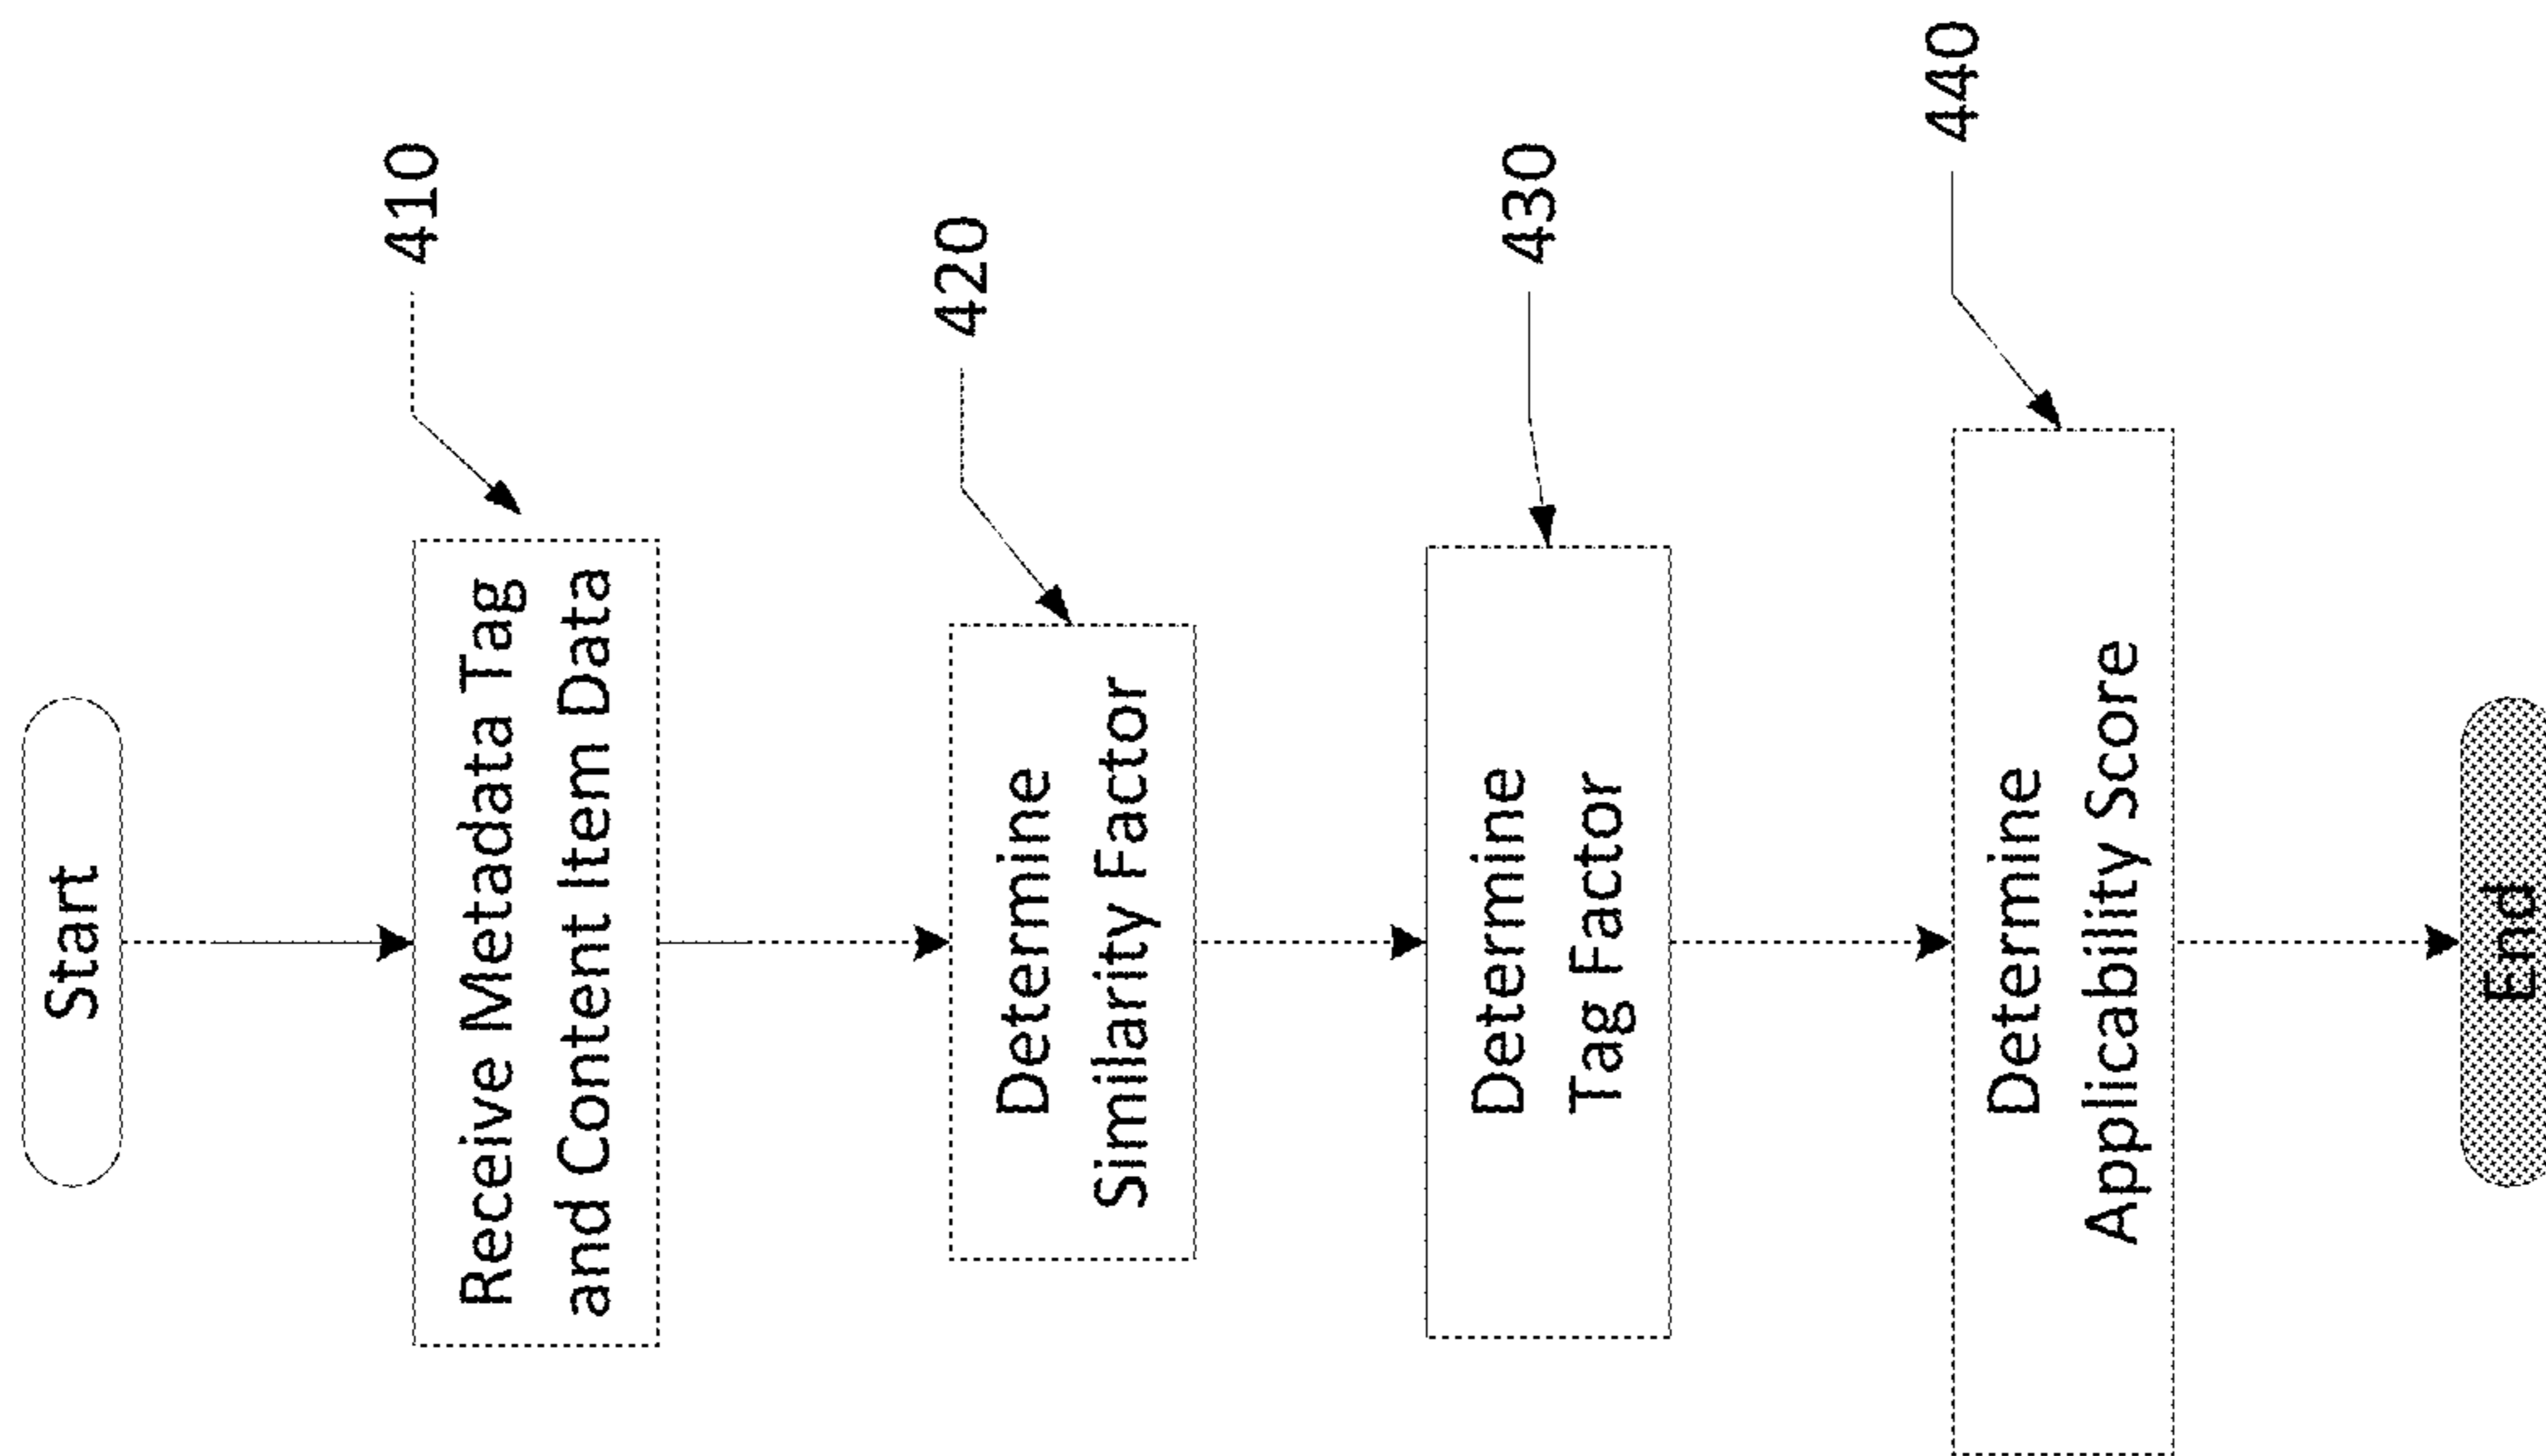 Start
410
Receive Metadata Tag
and Content Item Data
420
Determine
Similarity Factor
430
Determine
Tag Factor
440
Determine
Applicability Score
End